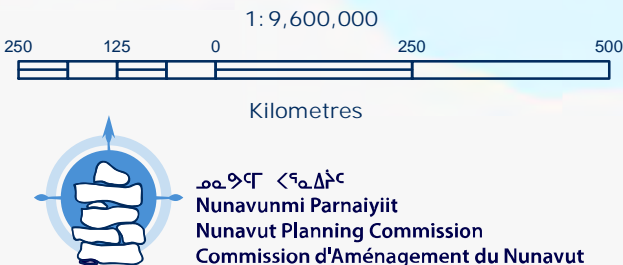 1:9,600,000
250 125 0 250 500
Kilometres
ᓄᓇᕗᑦᒥ ᐸᕐᓇᐃᔩᑦ
Nunavunmi Parnaiyiit
Nunavut Planning Commission
Commission d'Aménagement du Nunavut